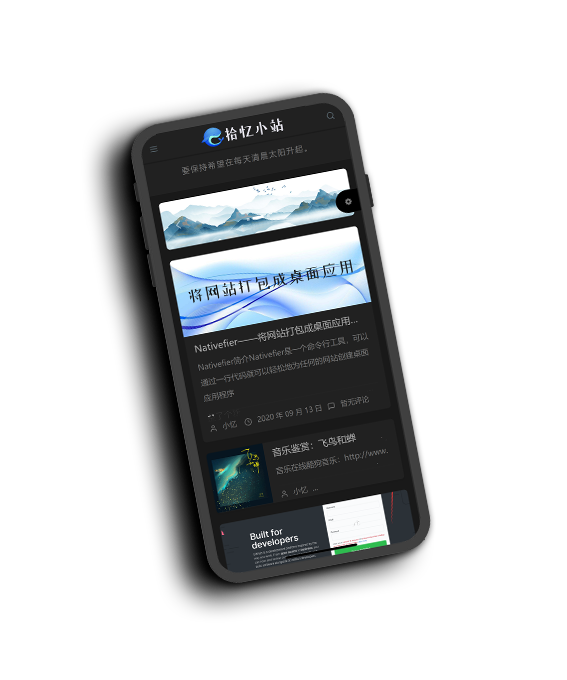 拾忆小站
要保持希望在每天清晨太阳升起。
将网站打包成桌面应用
Nativefier——将网站打包成桌面应用...
Nativefier简介Nativefier是一个命令行工具，可以
通过一行代码就可以轻松地为任何的网站创建桌面
应用程序
小忆 2020 年 09 月 13 日 暂无评论
音乐鉴赏：飞鸟和蝉
音乐在线酷狗音乐：http://www.
小忆 ...
Built for
developers